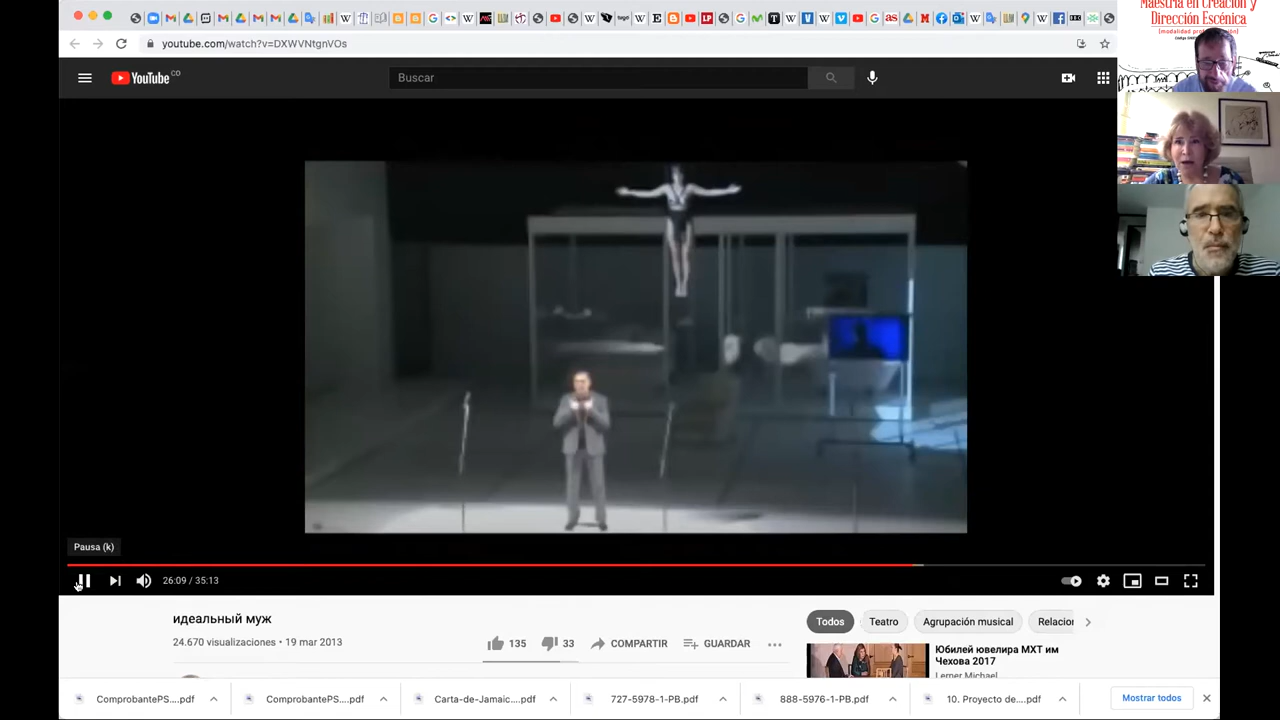 youtube.com/watch?v=DXWVNtgnVOs
YouTube CO
Buscar
Maestría en Creación y
Dirección Escénica
Pausa (k)
26:09 / 35:13
идеальный муж
24.670 visualizaciones • 19 mar 2013
135
33
COMPARTIR
GUARDAR
Todos
Teatro
Agrupación musical
Relacior
Юбилей ювелира МХТ им
Чехова 2017
Lerner Michael
ComprobantePS....pdf
ComprobantePS....pdf
Carta-de-Jamaic....pdf
727-5978-1-PB.pdf
888-5976-1-PB.pdf
10. Proyecto de....pdf
Mostrar todos